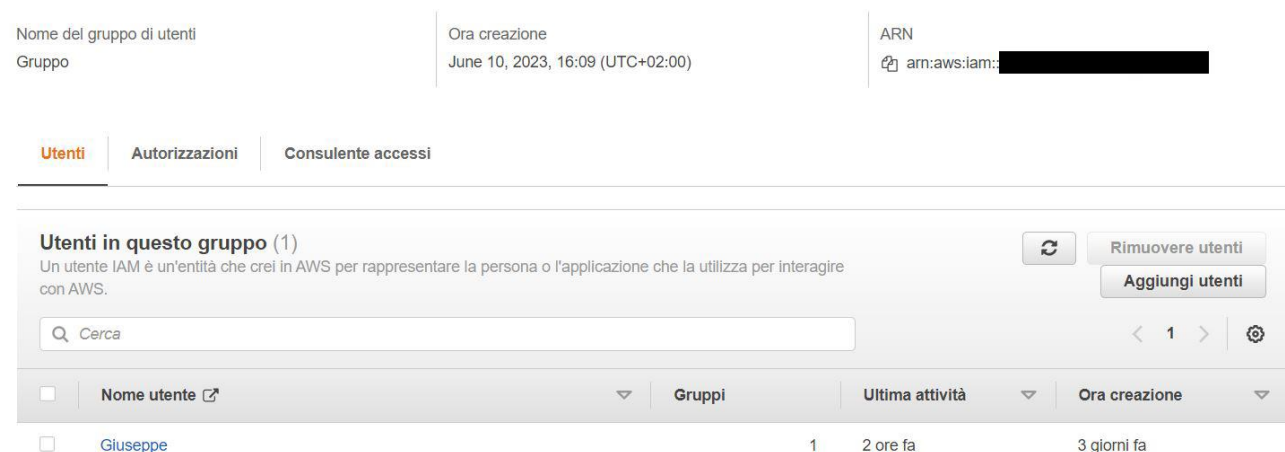 Nome del gruppo di utenti
Gruppo
Ora creazione
June 10, 2023, 16:09 (UTC+02:00)
ARN
arn:aws:iam::
Utenti
Autorizzazioni
Consulente accessi
Utenti in questo gruppo (1)
Un utente IAM è un'entità che crei in AWS per rappresentare la persona o l'applicazione che la utilizza per interagire
con AWS.
Rimuovere utenti
Aggiungi utenti
Cerca
1
Nome utente Gruppi Ultima attività Ora creazione
Giuseppe 1 2 ore fa 3 giorni fa